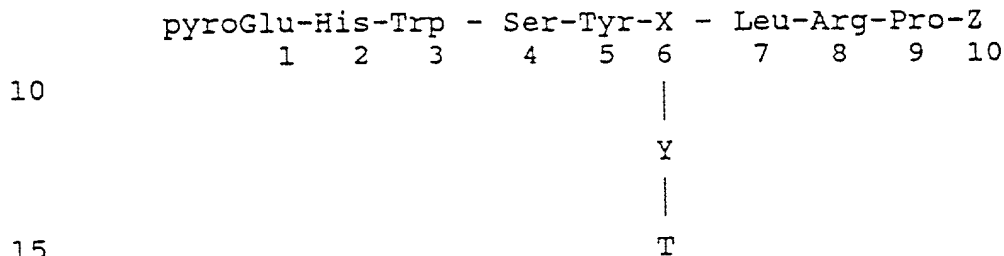 pyroGlu-His-Trp - Ser-Tyr-X - Leu-Arg-Pro-Z
1 2 3 4 5 6 7 8 9 10
10
|
Y
|
15 T